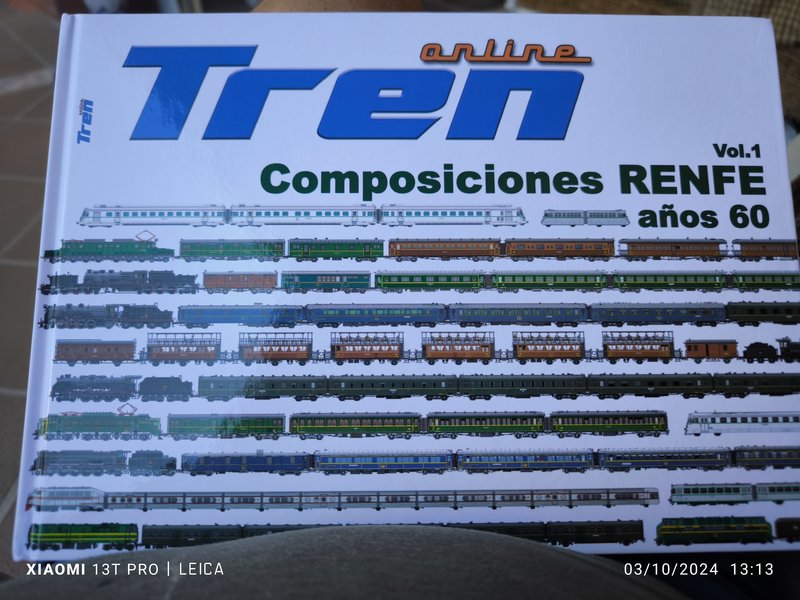 online
Tren
Tren
Vol.1
Composiciones RENFE
años 60
XIAOMI 13T PRO | LEICA
03/10/2024 13:13